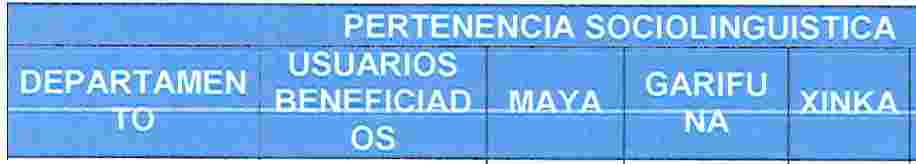 PERTENENCIA SOCIOLINGUISTICA
DEPARTAMEN
TO
USUARIOS
BENEFICIAD
OS
MAYA
GARIFU
NA
XINKA